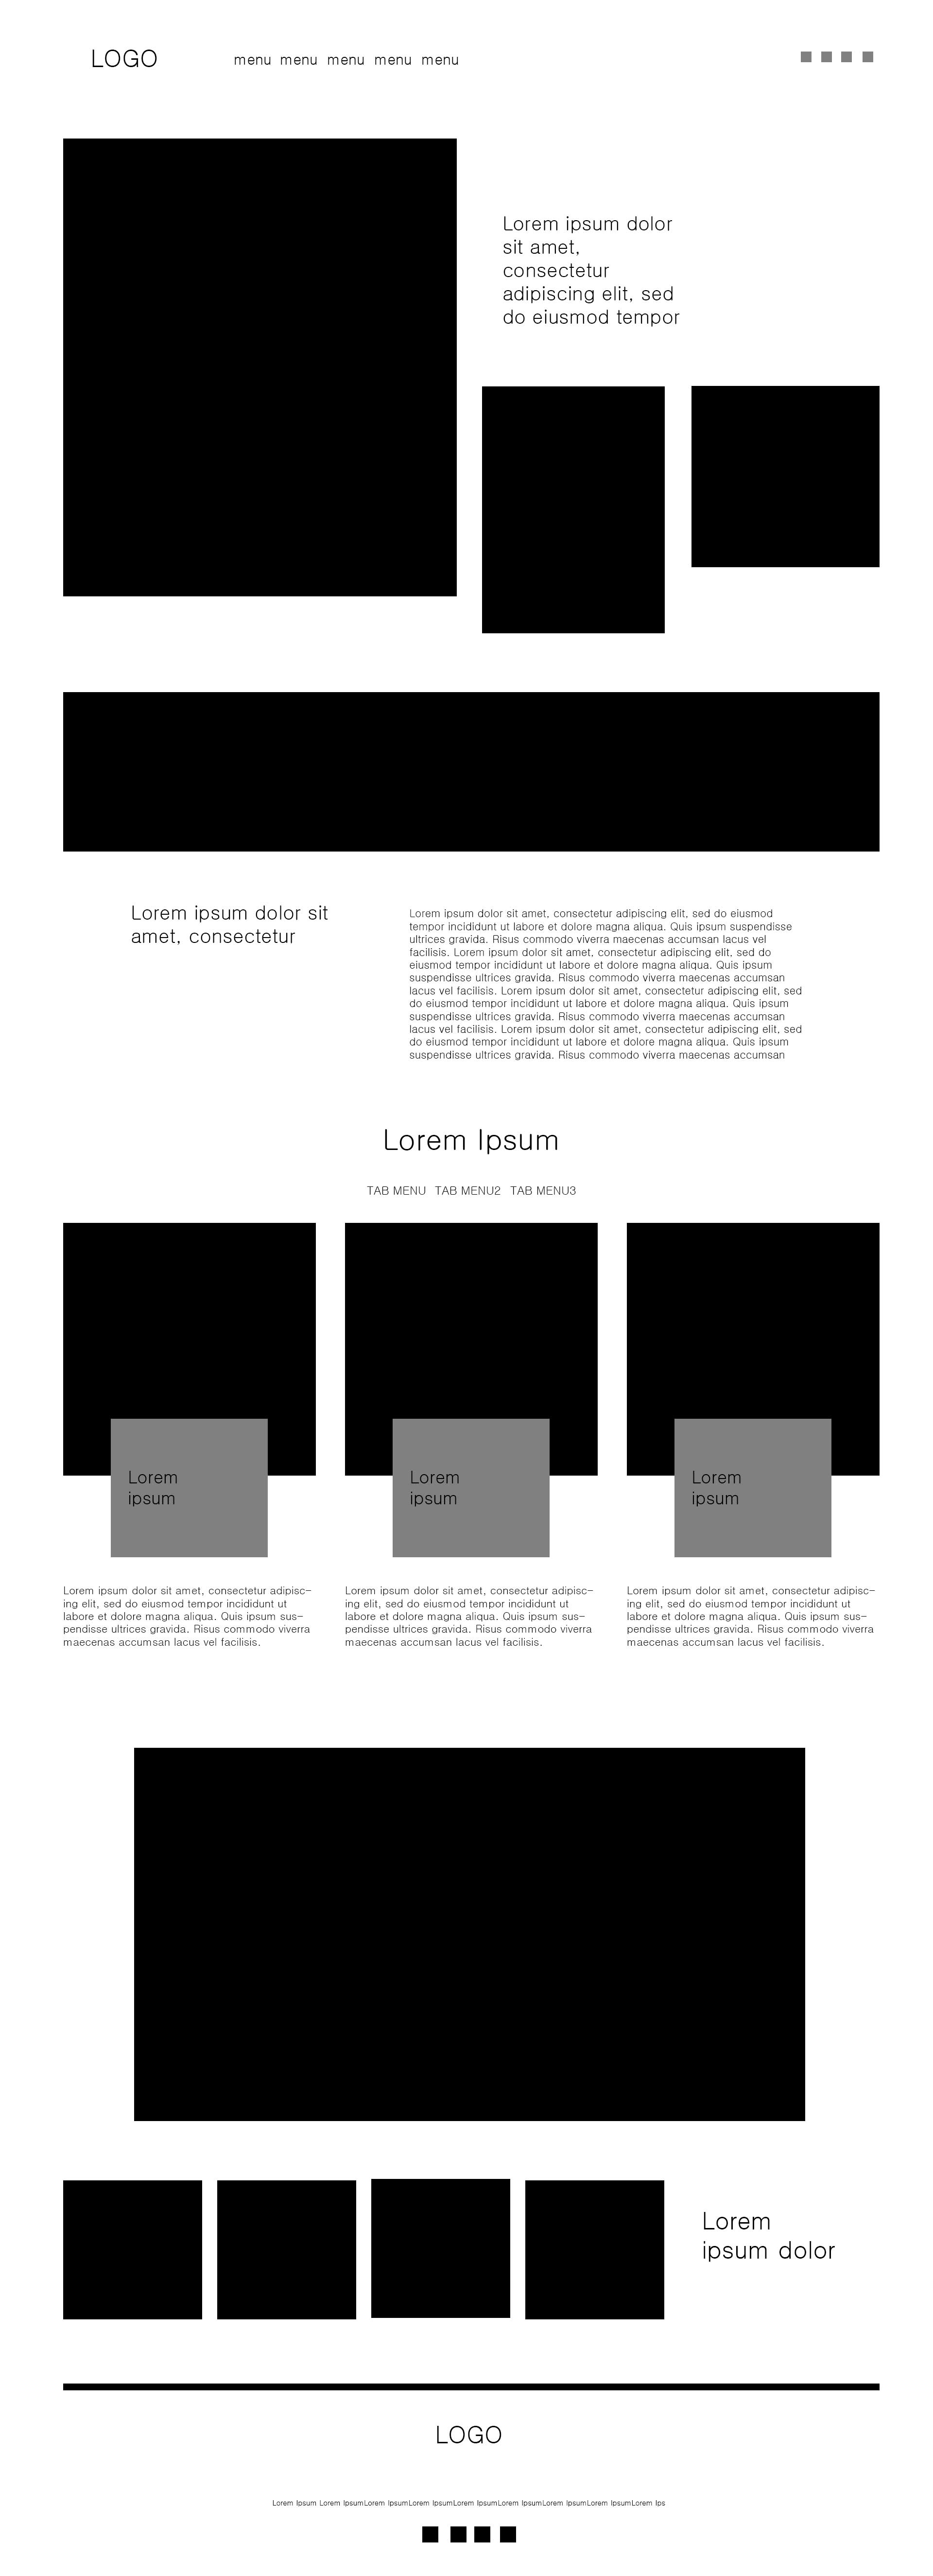 LOGO
menu menu menu menu menu
Lorem ipsum dolor
sit amet,
consectetur
adipiscing elit, sed
do eiusmod tempor
Lorem ipsum dolor sit
amet, consectetur
Lorem ipsum dolor sit amet, consectetur adipiscing elit, sed do eiusmod
tempor incididunt ut labore et dolore magna aliqua. Quis ipsum suspendisse
ultrices gravida. Risus commodo viverra maecenas accumsan lacus vel
facilisis. Lorem ipsum dolor sit amet, consectetur adipiscing elit, sed do
eiusmod tempor incididunt ut labore et dolore magna aliqua. Quis ipsum
suspendisse ultrices gravida. Risus commodo viverra maecenas accumsan
lacus vel facilisis. Lorem ipsum dolor sit amet, consectetur adipiscing elit, sed
do eiusmod tempor incididunt ut labore et dolore magna aliqua. Quis ipsum
suspendisse ultrices gravida. Risus commodo viverra maecenas accumsan
lacus vel facilisis. Lorem ipsum dolor sit amet, consectetur adipiscing elit, sed
do eiusmod tempor incididunt ut labore et dolore magna aliqua. Quis ipsum
suspendisse ultrices gravida. Risus commodo viverra maecenas accumsan
Lorem Ipsum
TAB MENU TAB MENU2 TAB MENU3
Lorem
ipsum
Lorem
ipsum
Lorem
ipsum
Lorem ipsum dolor sit amet, consectetur adipisc-
ing elit, sed do eiusmod tempor incididunt ut
labore et dolore magna aliqua. Quis ipsum sus-
pendisse ultrices gravida. Risus commodo viverra
maecenas accumsan lacus vel facilisis.
Lorem ipsum dolor sit amet, consectetur adipisc-
ing elit, sed do eiusmod tempor incididunt ut
labore et dolore magna aliqua. Quis ipsum sus-
pendisse ultrices gravida. Risus commodo viverra
maecenas accumsan lacus vel facilisis.
Lorem ipsum dolor sit amet, consectetur adipisc-
ing elit, sed do eiusmod tempor incididunt ut
labore et dolore magna aliqua. Quis ipsum sus-
pendisse ultrices gravida. Risus commodo viverra
maecenas accumsan lacus vel facilisis.
Lorem
ipsum dolor
LOGO
Lorem Ipsum Lorem IpsumLorem IpsumLorem IpsumLorem IpsumLorem IpsumLorem IpsumLorem IpsumLorem Ips